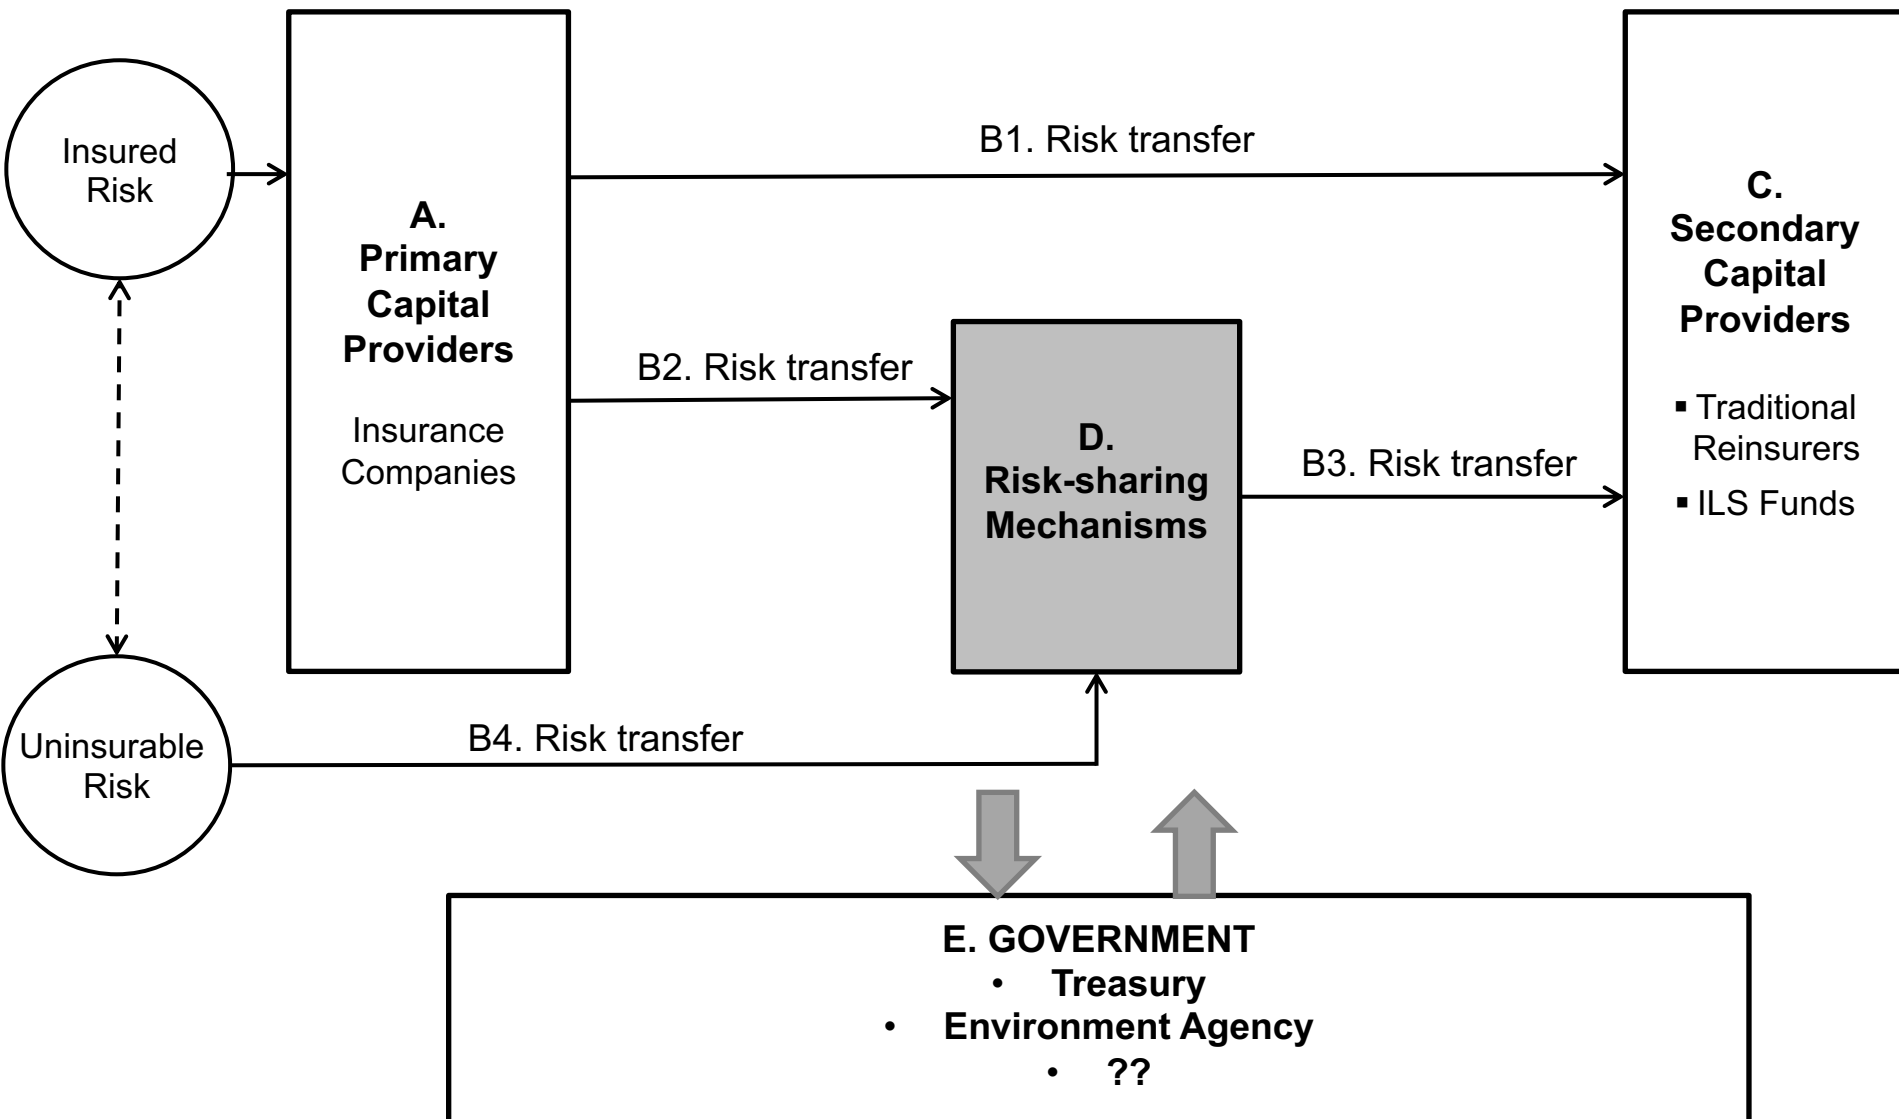 Insured
Risk
A.
Primary
Capital
Providers
Insurance
Companies
B1. Risk transfer
B2. Risk transfer
D.
Risk-sharing
Mechanisms
B3. Risk transfer
C.
Secondary
Capital
Providers
▪ Traditional
Reinsurers
▪ ILS Funds
Uninsurable
Risk
B4. Risk transfer
E. GOVERNMENT
• Treasury
• Environment Agency
• ??